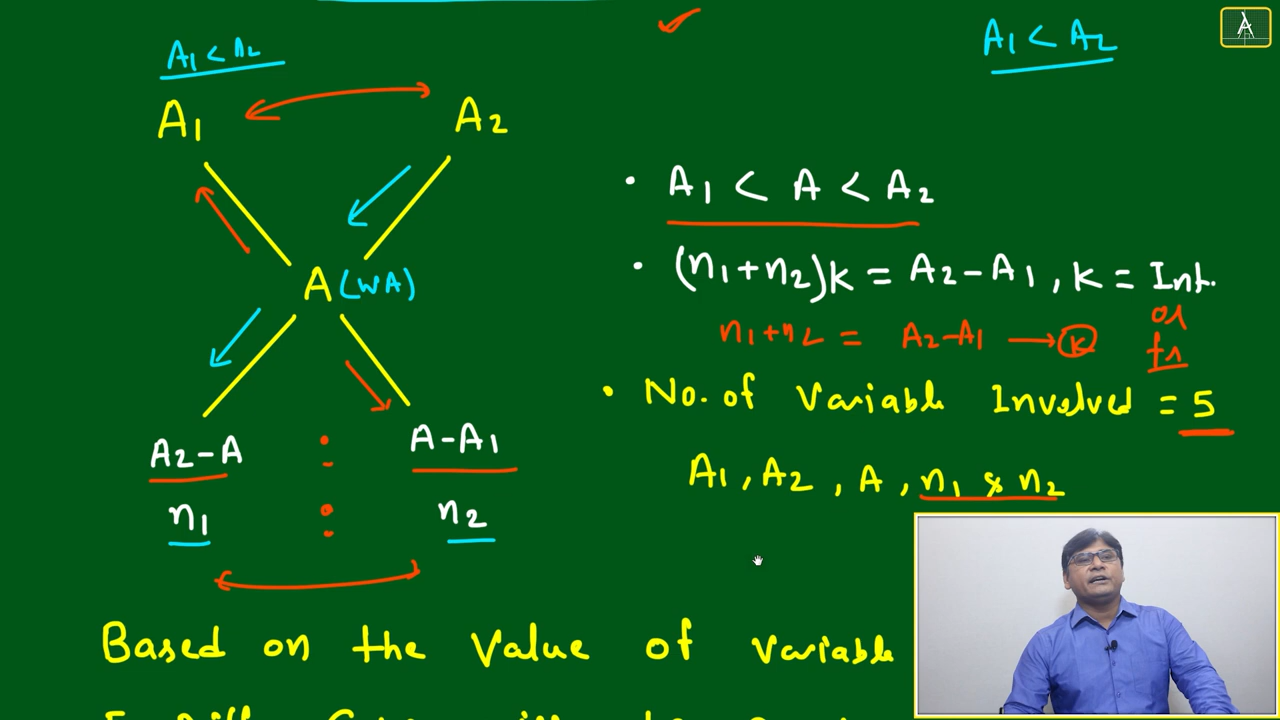 A1 < A2
A1 < A2
A1 A2
• A1 < A < A2
A (WA)
• (n1+n2)k = A2-A1, k = Int.
or
n1+n2 = A2-A1 → k
fr
• No. of Variable Involved = 5
A2-A : A-A1
A1, A2, A, n1 & n2
n1 : n2
Based on the Value of Variable